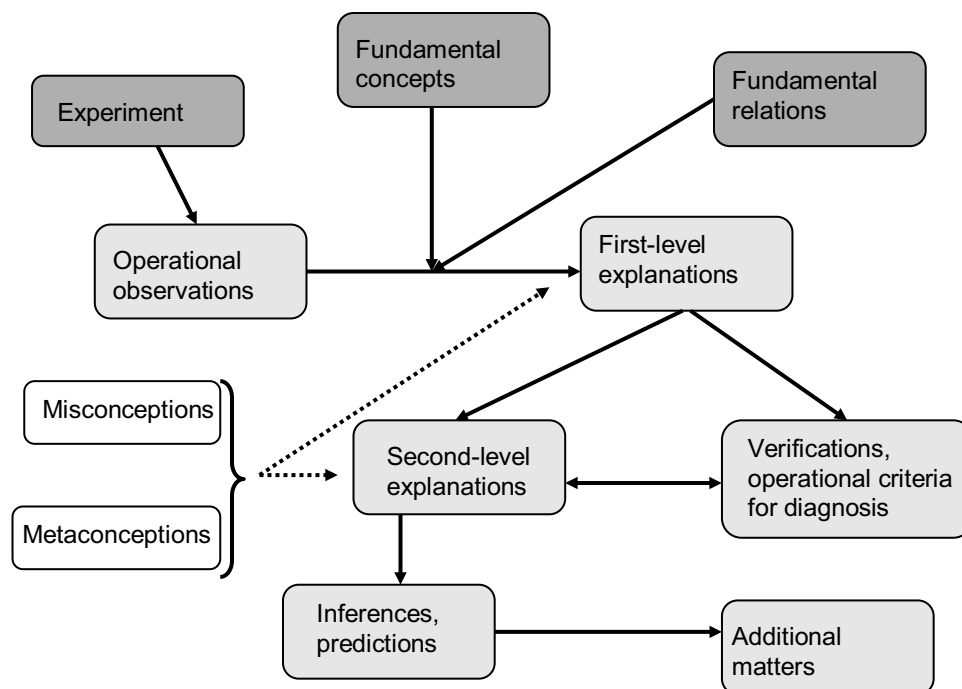 Fundamental
concepts
Fundamental
relations
Experiment
Operational
observations
First-level
explanations
Misconceptions
Metaconceptions
Second-level
explanations
Verifications,
operational criteria
for diagnosis
Inferences,
predictions
Additional
matters